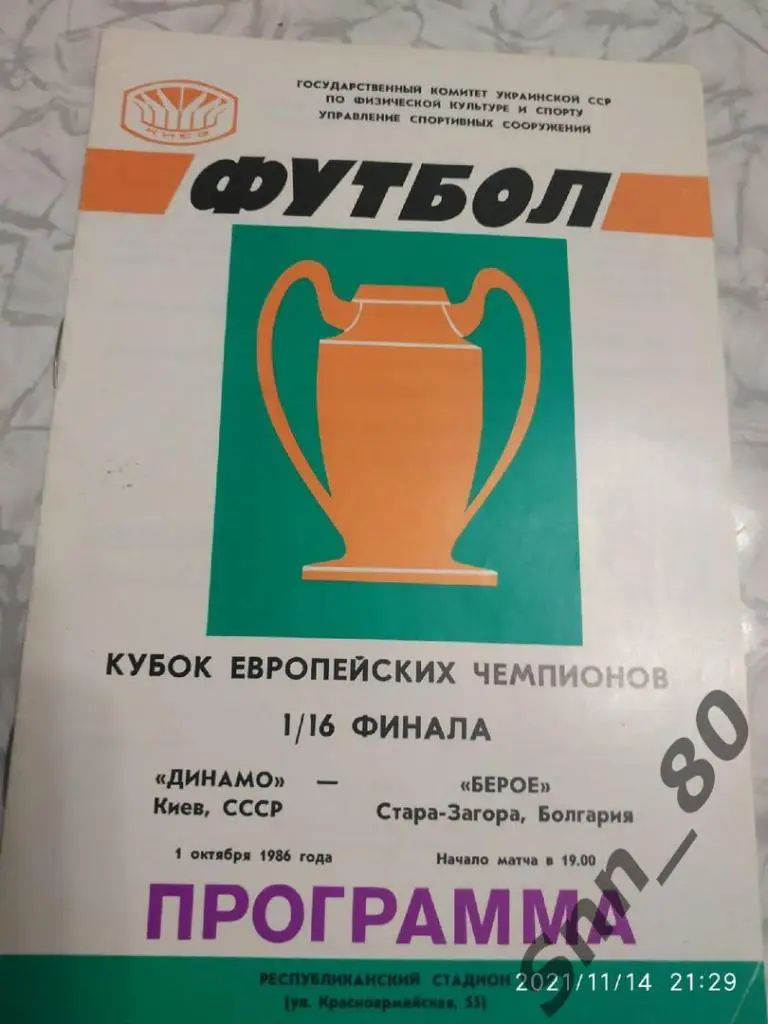 ГОСУДАРСТВЕННЫЙ КОМИТЕТ УКРАИНСКОЙ ССР
ПО ФИЗИЧЕСКОЙ КУЛЬТУРЕ И СПОРТУ
УПРАВЛЕНИЕ СПОРТИВНЫХ СООРУЖЕНИЙ
КИЕВ
ФУТБОЛ
КУБОК ЕВРОПЕЙСКИХ ЧЕМПИОНОВ
1/16 ФИНАЛА
«ДИНАМО» — «БЕРОЕ»
Киев, СССР Стара-Загора, Болгария
1 октября 1986 года Начало матча в 19.00
ПРОГРАММА
РЕСПУБЛИКАНСКИЙ СТАДИОН
(ул. Красноармейская, 55)
Snn_80
2021/11/14 21:29